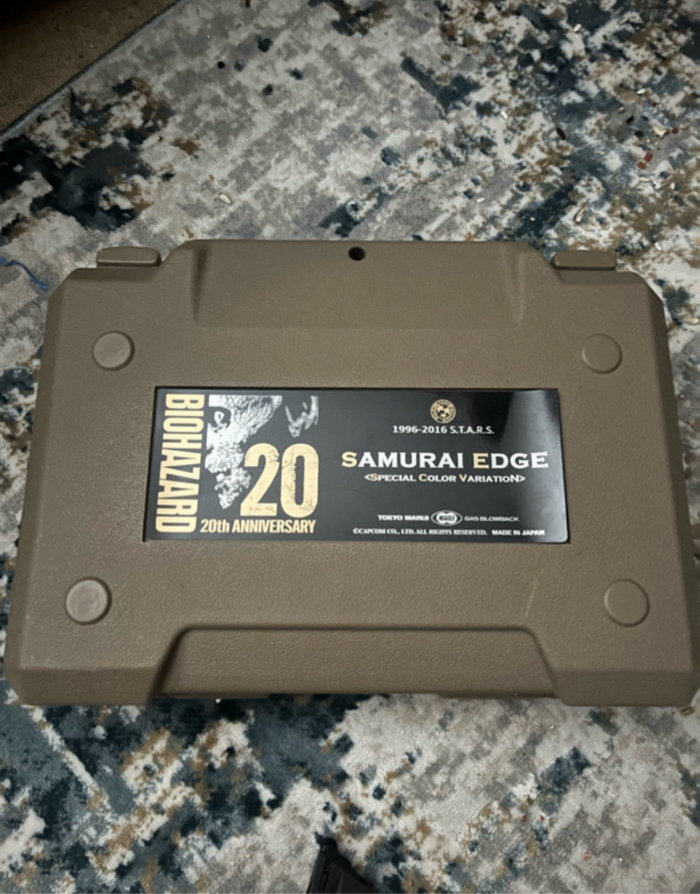 BIOHAZARD
20
20th ANNIVERSARY
1996-2016 S.T.A.R.S.
SAMURAI EDGE
<SPECIAL COLOR VARIATION>
TOKYO MARUI GAS BLOWBACK
©CAPCOM CO., LTD. ALL RIGHTS RESERVED. MADE IN JAPAN